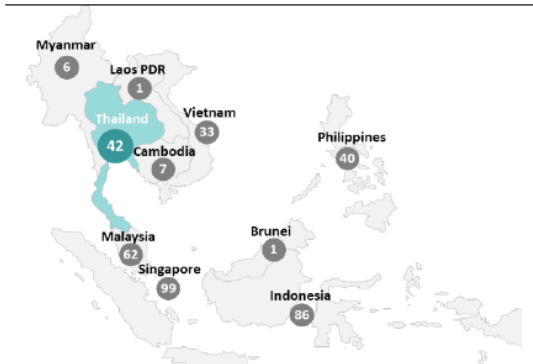 Myanmar
6
Laos PDR
1
Thailand
42
Vietnam
33
Cambodia
7
Philippines
40
Malaysia
62
Singapore
99
Brunei
1
Indonesia
86